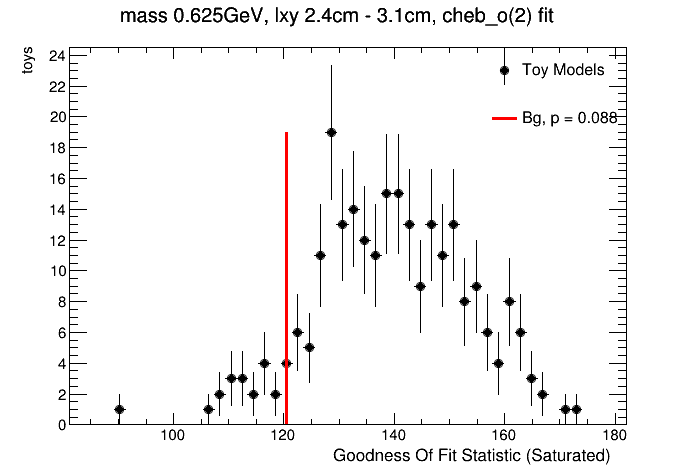 mass 0.625GeV, lxy 2.4cm - 3.1cm, cheb_o(2) fit
toys
24
22
20
18
16
14
12
10
8
6
4
2
0
Toy Models
Bg, p = 0.088
100 120 140 160 180
Goodness Of Fit Statistic (Saturated)